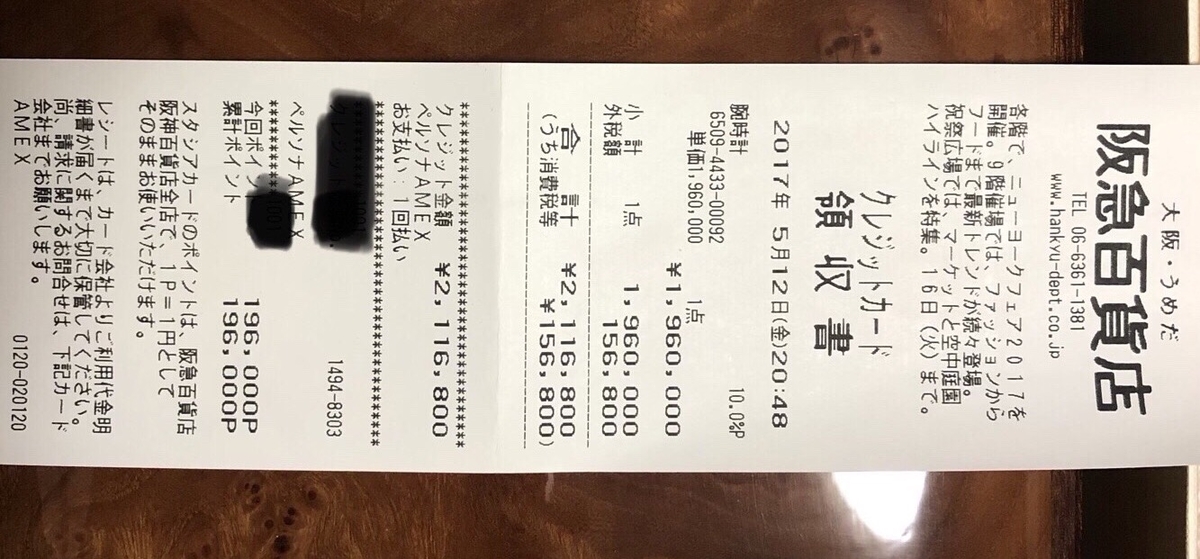 大阪・うめだ
阪急百貨店
TEL 06-6361-1381
www.hankyu-dept.co.jp
各階で、ニューヨークフェア2017を
開催。9階催場では、ファッションから
フードまで最新トレンドが続々登場。
祝祭広場では、マーケットと空中庭園
ハイラインを特集。16日(火)まで。
クレジットカード
領 収 書
2017年 5月12日(金)20:48
腕時計 10.0%P
6509-4433-00092
単価1,960,000 1点
¥1,960,000
小 計 1点 1,960,000
外税額 156,800
合 計 ¥2,116,800
(うち消費税等 ¥156,800)
クレジット金額 ¥2,116,800
ペルソナAMEX
お支払い:1回払い
1494-8303
ペルソナAMEX
今回ポイント 196,000P
累計ポイント 196,000P
スタシアカードのポイントは、阪急百貨店
阪神百貨店全店で、1P=1円として
そのままお使いいただけます。
レシートは、カード会社よりご利用代金明
細書が届くまで大切に保管してください。
尚、請求に関するお問合せは、下記カード
会社までお願いします。
AMEX 0120-020120